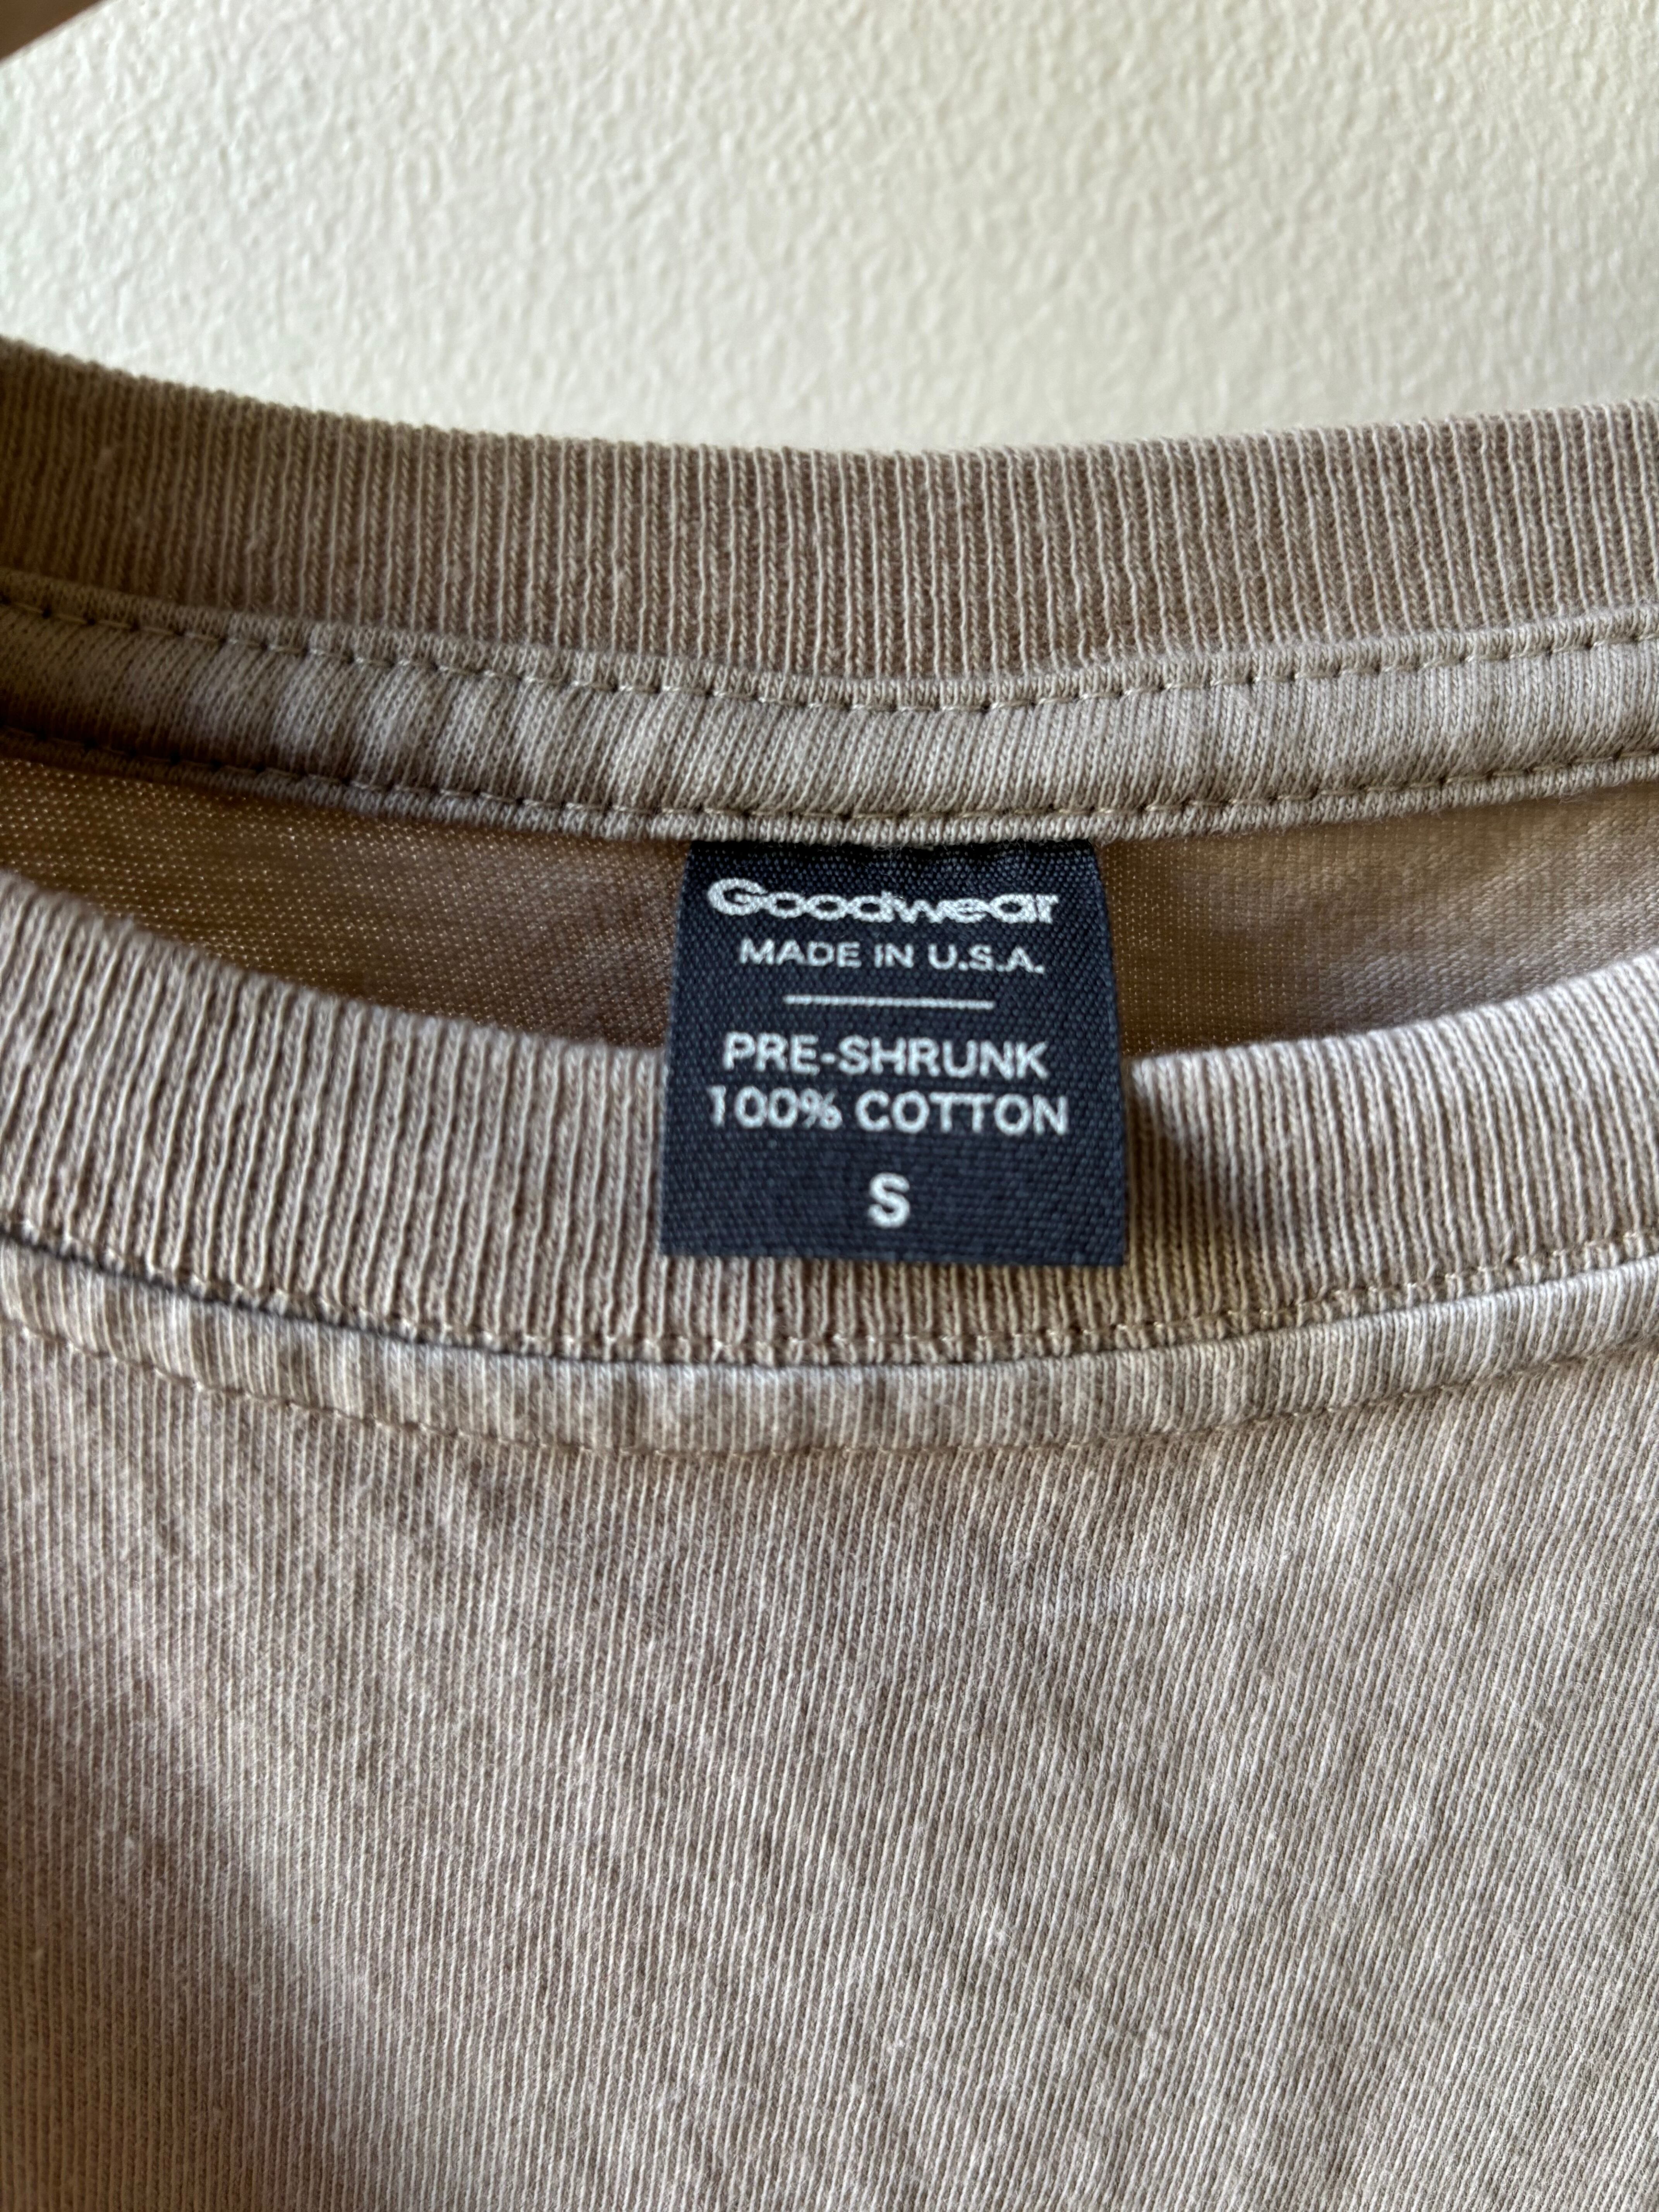 Goodwear
MADE IN U.S.A.
PRE-SHRUNK
100% COTTON
S